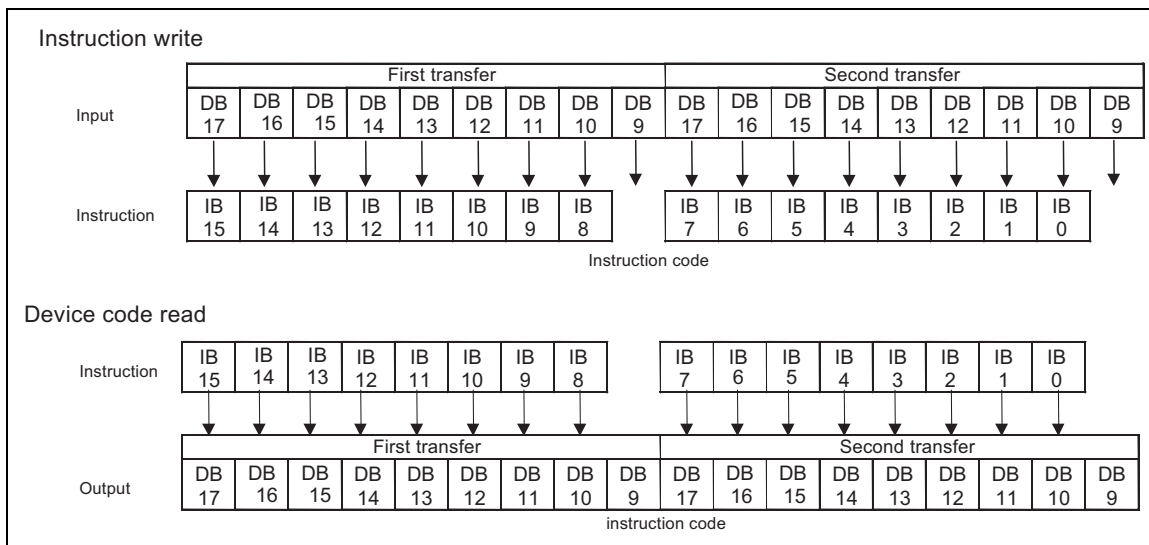 Instruction write
First transfer Second transfer
Input DB 17 DB 16 DB 15 DB 14 DB 13 DB 12 DB 11 DB 10 DB 9 DB 17 DB 16 DB 15 DB 14 DB 13 DB 12 DB 11 DB 10 DB 9
Instruction IB 15 IB 14 IB 13 IB 12 IB 11 IB 10 IB 9 IB 8 IB 7 IB 6 IB 5 IB 4 IB 3 IB 2 IB 1 IB 0
Instruction code
Device code read
Instruction IB 15 IB 14 IB 13 IB 12 IB 11 IB 10 IB 9 IB 8 IB 7 IB 6 IB 5 IB 4 IB 3 IB 2 IB 1 IB 0
First transfer Second transfer
Output DB 17 DB 16 DB 15 DB 14 DB 13 DB 12 DB 11 DB 10 DB 9 DB 17 DB 16 DB 15 DB 14 DB 13 DB 12 DB 11 DB 10 DB 9
instruction code